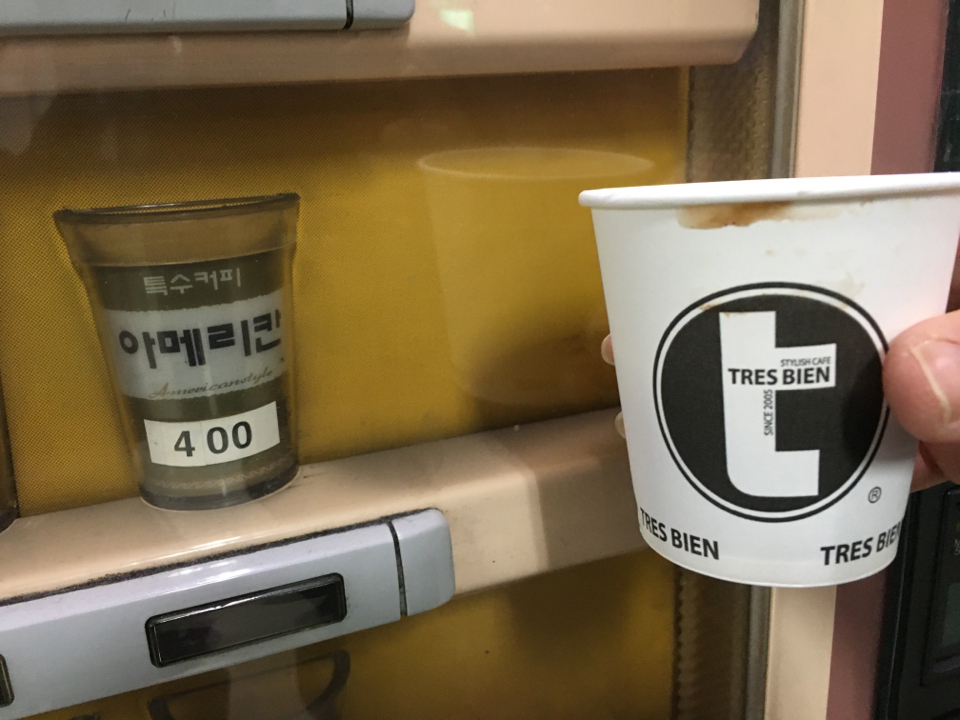 특수커피
아메리칸
Americanstyle
400
STYLISH CAFE
TRES BIEN
SINCE 2005
®
TRES BIEN
TRES BIEN